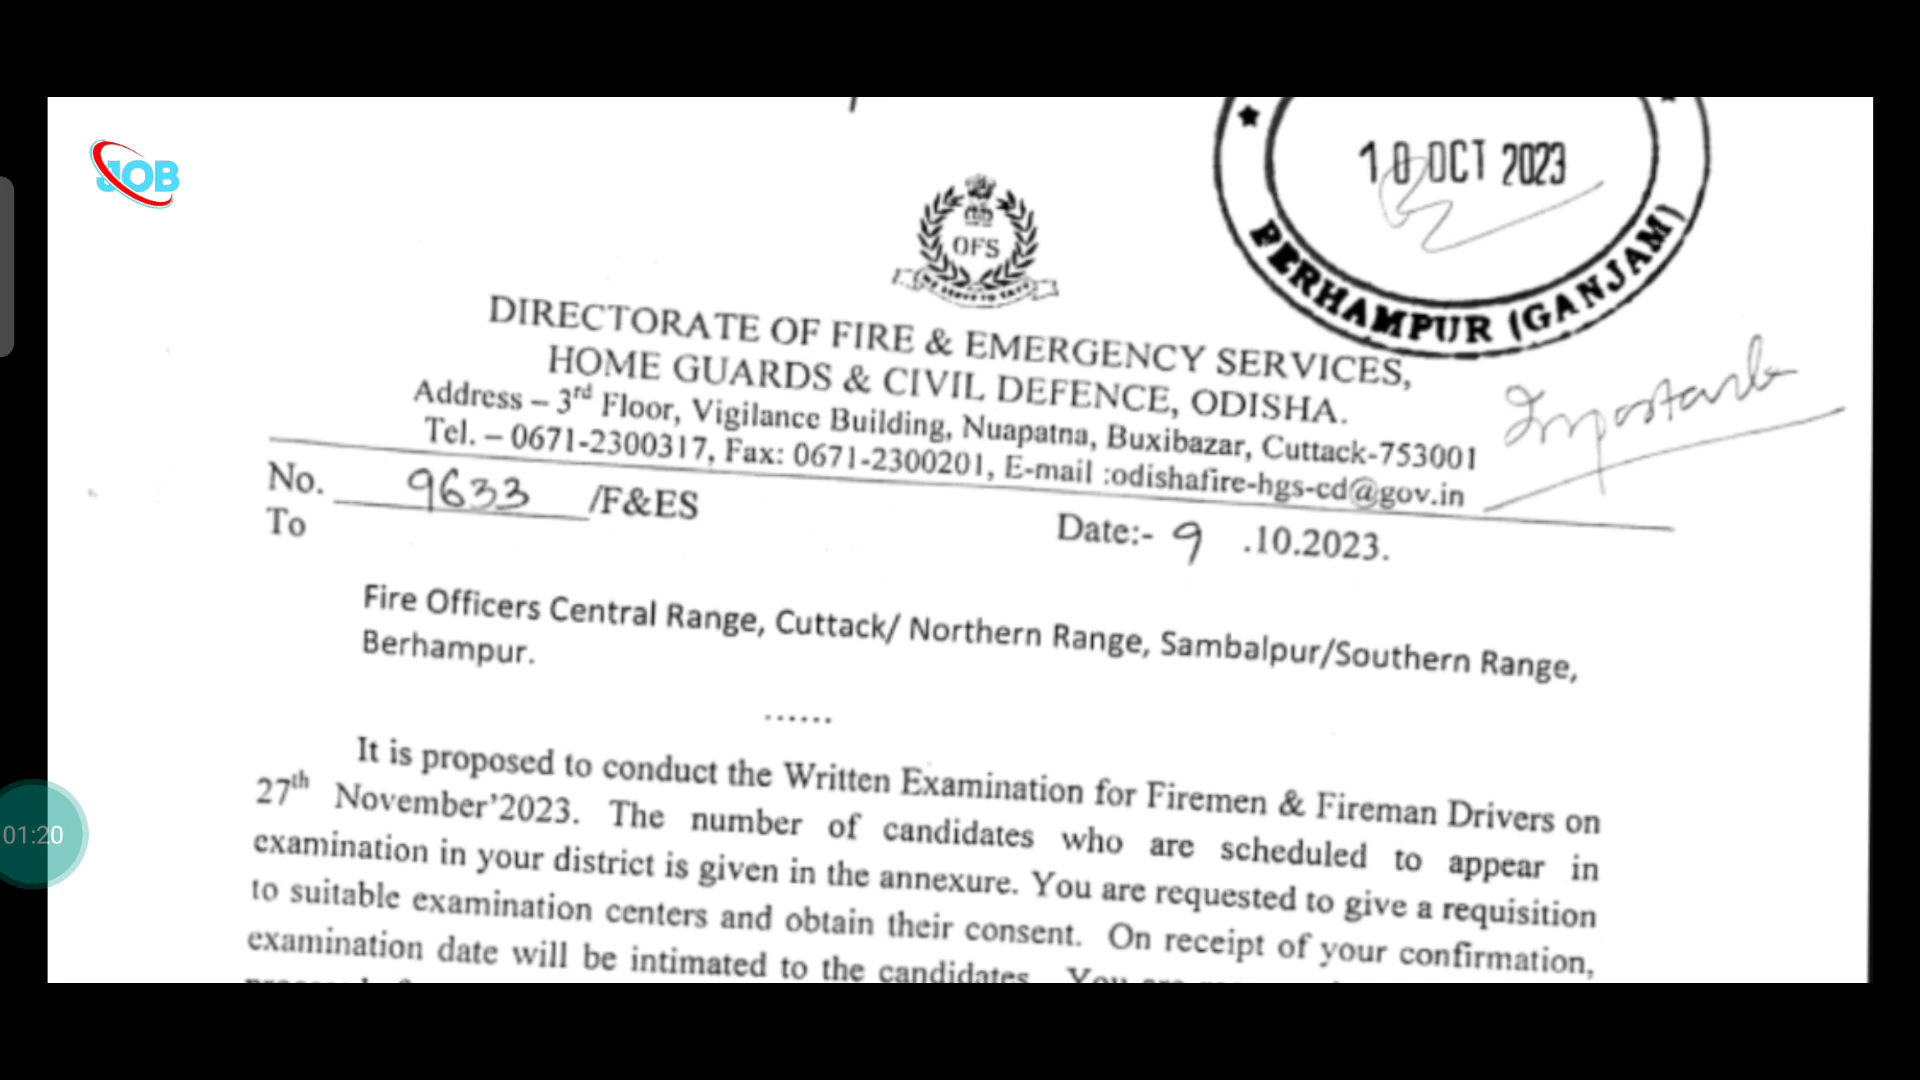 JOB
10 OCT 2023
BERHAMPUR (GANJAM)
OFS
DIRECTORATE OF FIRE & EMERGENCY SERVICES,
HOME GUARDS & CIVIL DEFENCE, ODISHA.
Address – 3rd Floor, Vigilance Building, Nuapatna, Buxibazar, Cuttack-753001
Tel. – 0671-2300317, Fax: 0671-2300201, E-mail :odishafire-hgs-cd@gov.in
No. 9633 /F&ES
Date:- 9 .10.2023.
To
Fire Officers Central Range, Cuttack/ Northern Range, Sambalpur/Southern Range,
Berhampur.
......
It is proposed to conduct the Written Examination for Firemen & Fireman Drivers on
27th November’2023. The number of candidates who are scheduled to appear in
examination in your district is given in the annexure. You are requested to give a requisition
to suitable examination centers and obtain their consent. On receipt of your confirmation,
examination date will be intimated to the candidates. You are
01:20